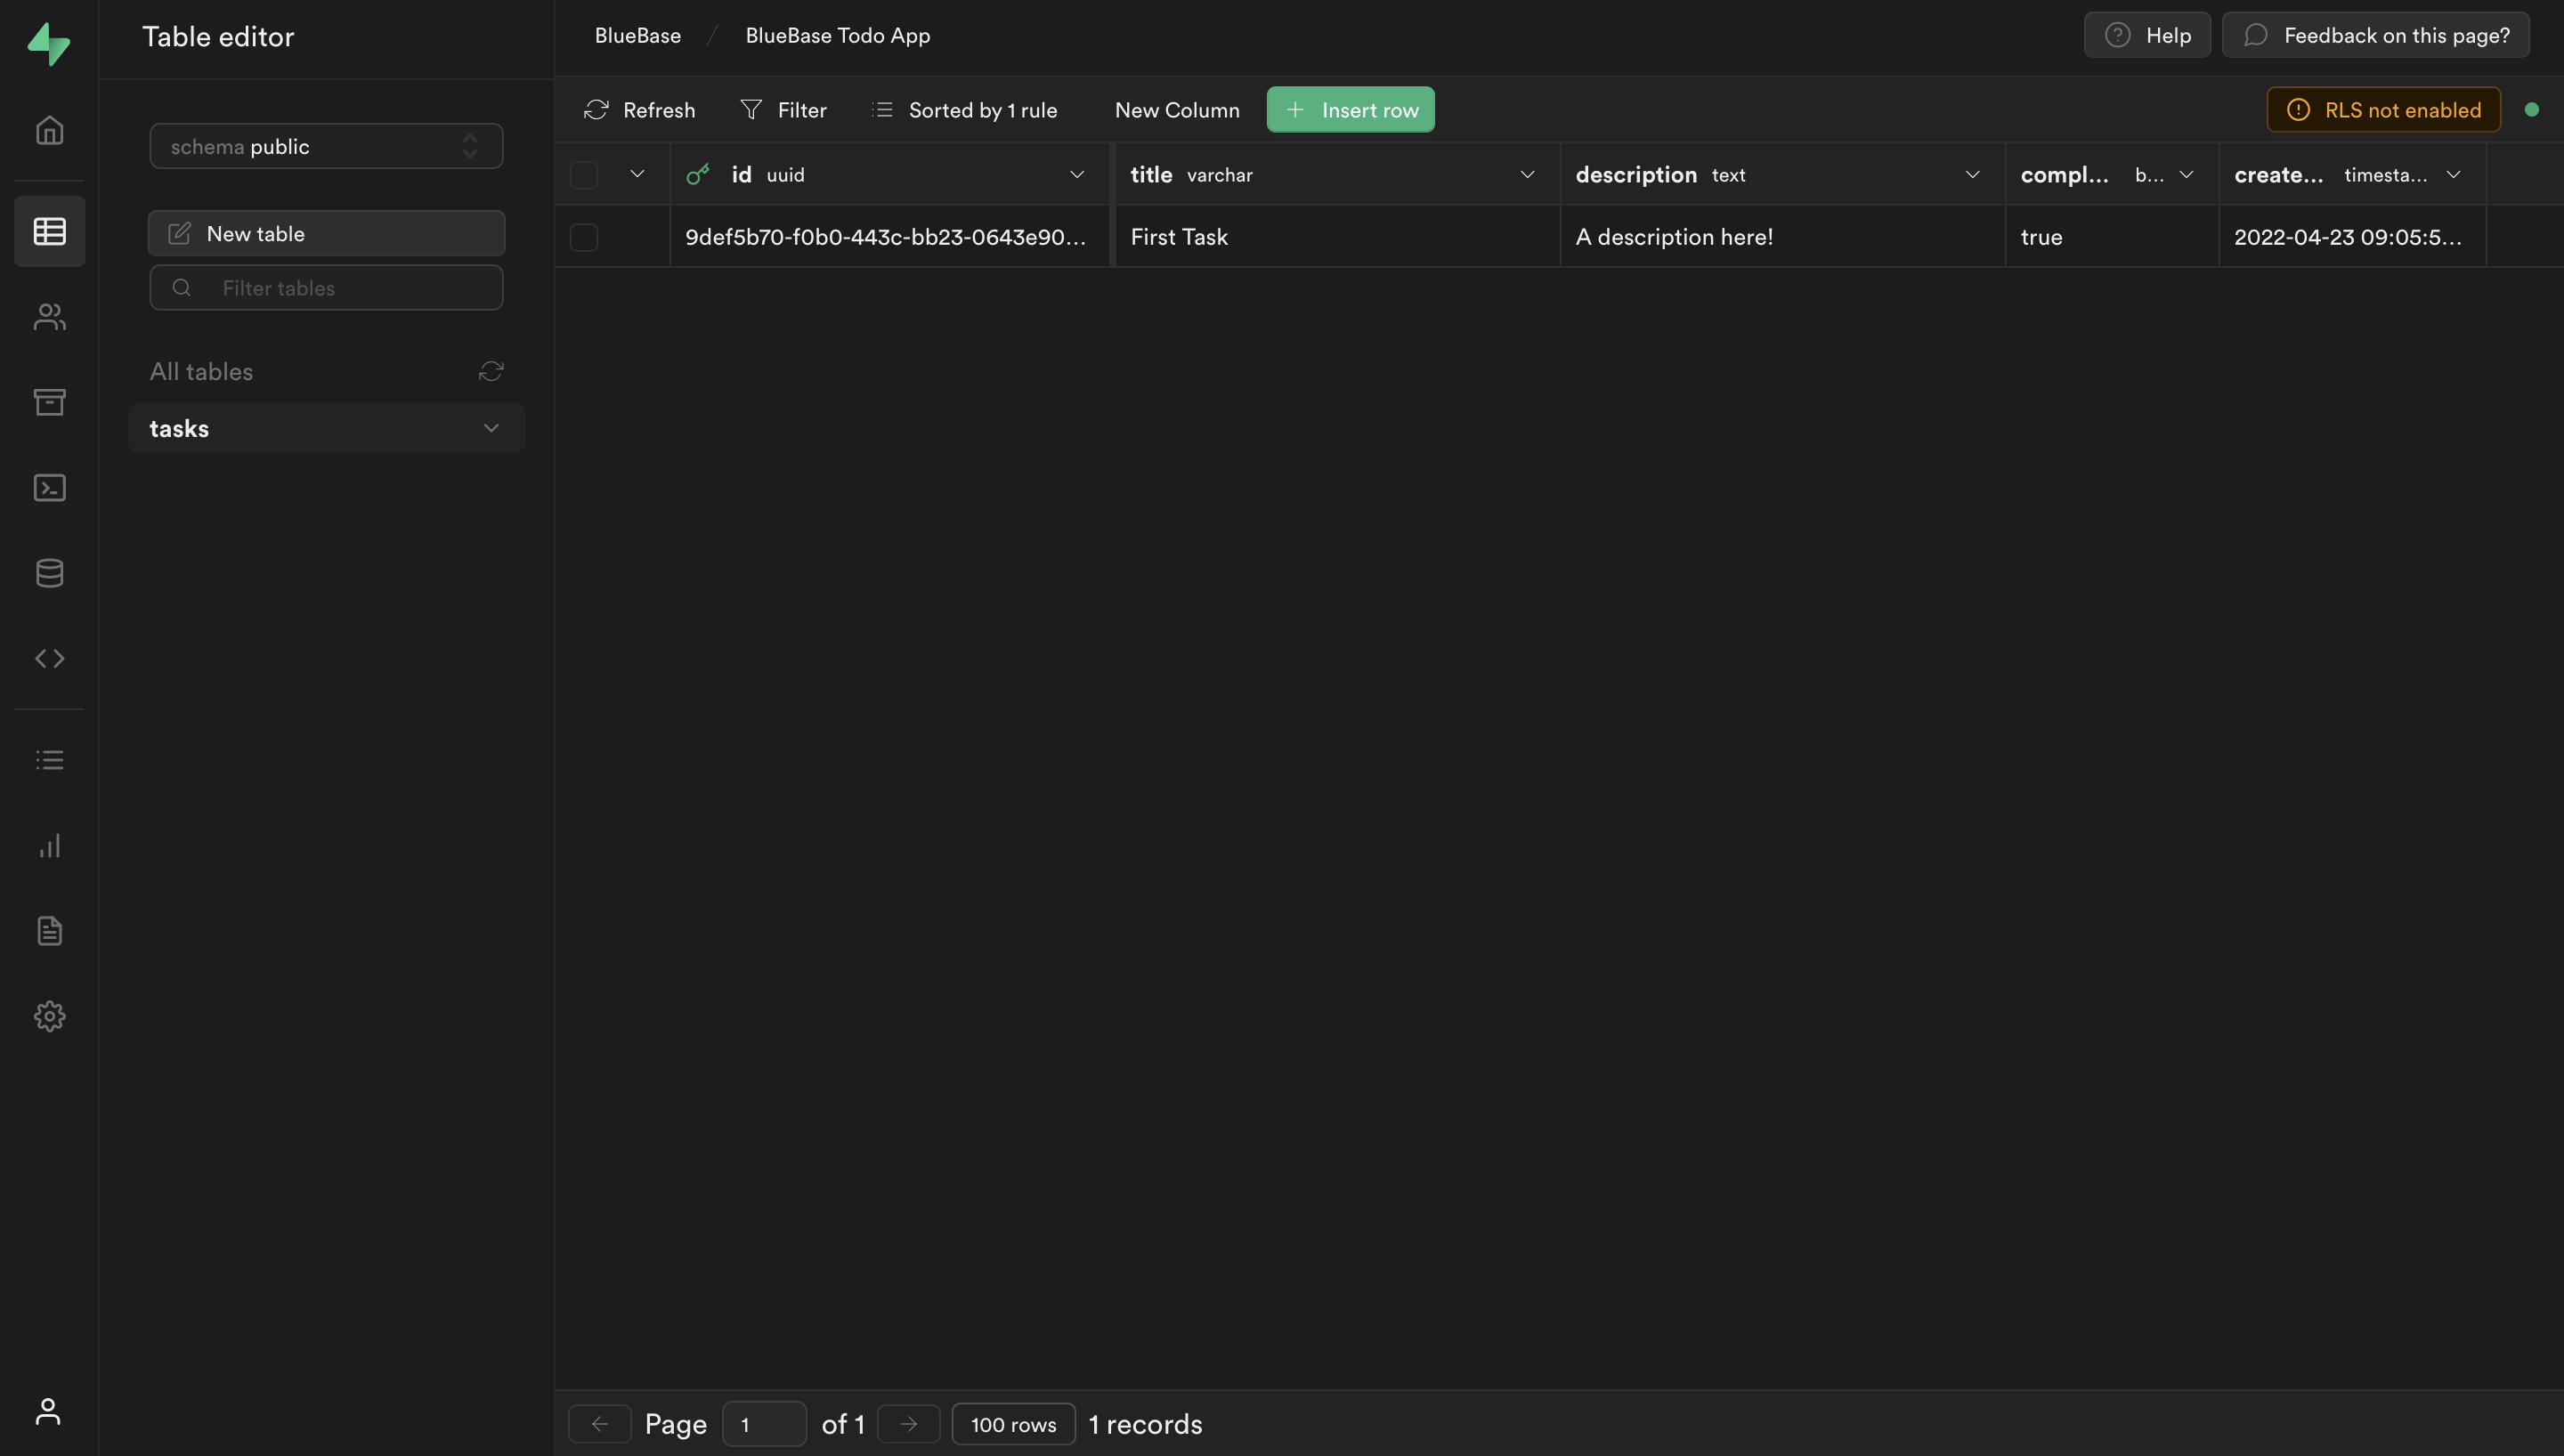 Table editor
BlueBase / BlueBase Todo App
Help
Feedback on this page?
schema public
New table
Filter tables
All tables
tasks
Refresh
Filter
Sorted by 1 rule
New Column
+ Insert row
RLS not enabled
id uuid
title varchar
description text
compl... b...
create... timesta...
9def5b70-f0b0-443c-bb23-0643e90...
First Task
A description here!
true
2022-04-23 09:05:5...
Page 1 of 1
100 rows
1 records